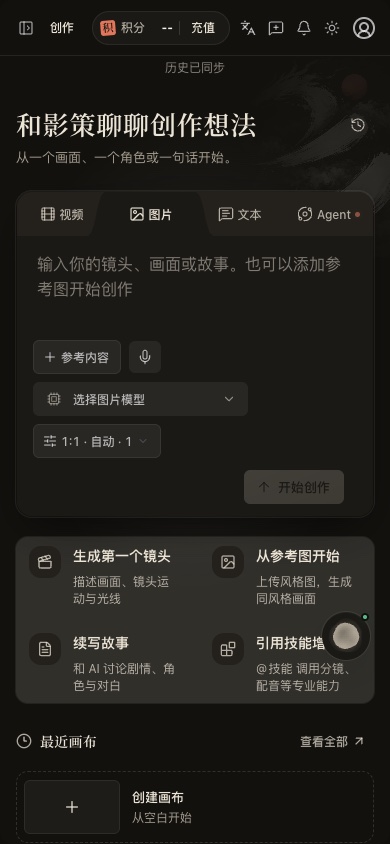 创作
积 积分 -- 充值
历史已同步
和影策聊聊创作想法
从一个画面、一个角色或一句话开始。
视频 图片 文本 Agent
输入你的镜头、画面或故事。也可以添加参
考图开始创作
+ 参考内容
选择图片模型
1:1 · 自动 · 1
开始创作
生成第一个镜头
描述画面、镜头运
动与光线
从参考图开始
上传风格图，生成
同风格画面
续写故事
和 AI 讨论剧情、角
色与对白
引用技能增
@技能 调用分镜、
配音等专业能力
最近画布 查看全部
创建画布
从空白开始